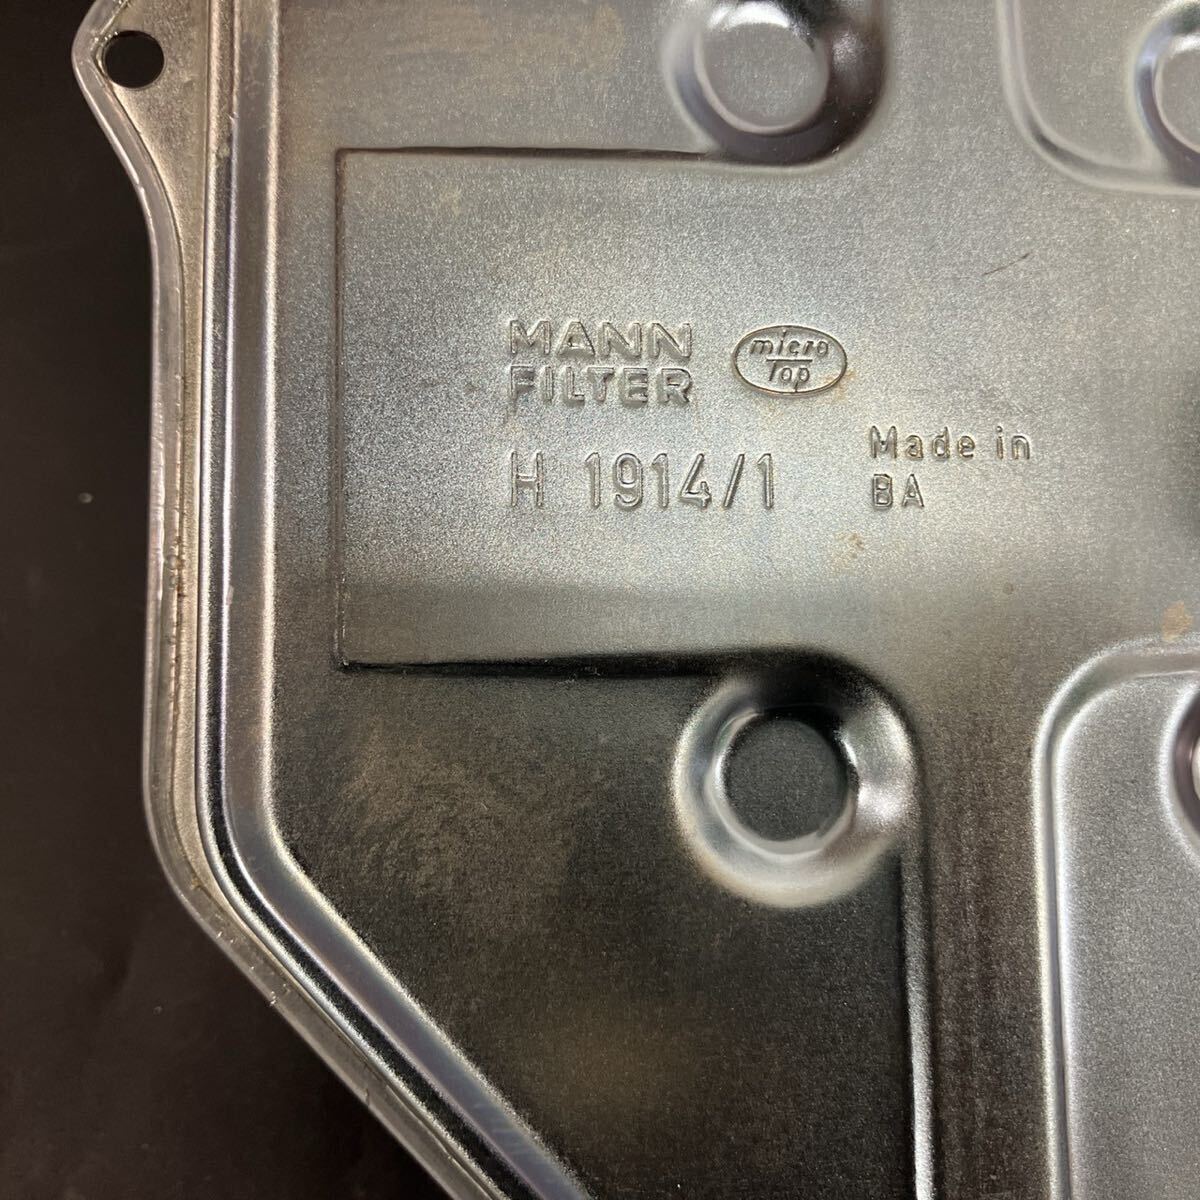 MANN
FILTER
micro
Top
H 1914/1
Made in
BA